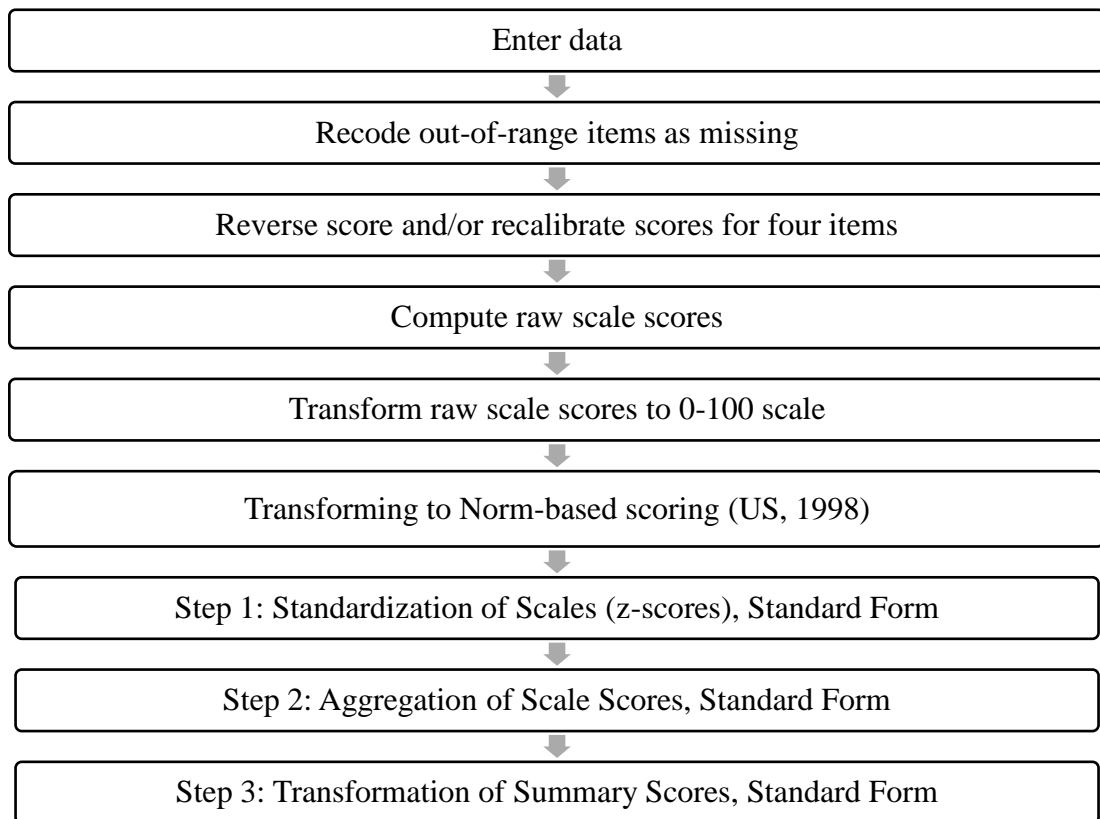 Enter data
Recode out-of-range items as missing
Reverse score and/or recalibrate scores for four items
Compute raw scale scores
Transform raw scale scores to 0-100 scale
Transforming to Norm-based scoring (US, 1998)
Step 1: Standardization of Scales (z-scores), Standard Form
Step 2: Aggregation of Scale Scores, Standard Form
Step 3: Transformation of Summary Scores, Standard Form